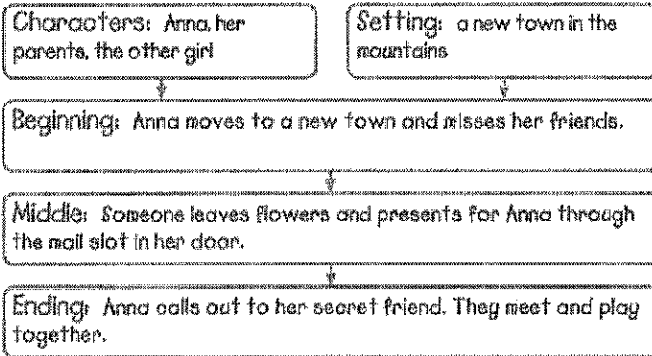 Characters: Anna, her
parents, the other girl
Setting: a new town in the
mountains
Beginning: Anna moves to a new town and misses her friends.
Middle: Someone leaves flowers and presents for Anna through
the mail slot in her door.
Ending: Anna calls out to her secret friend. They meet and play
together.